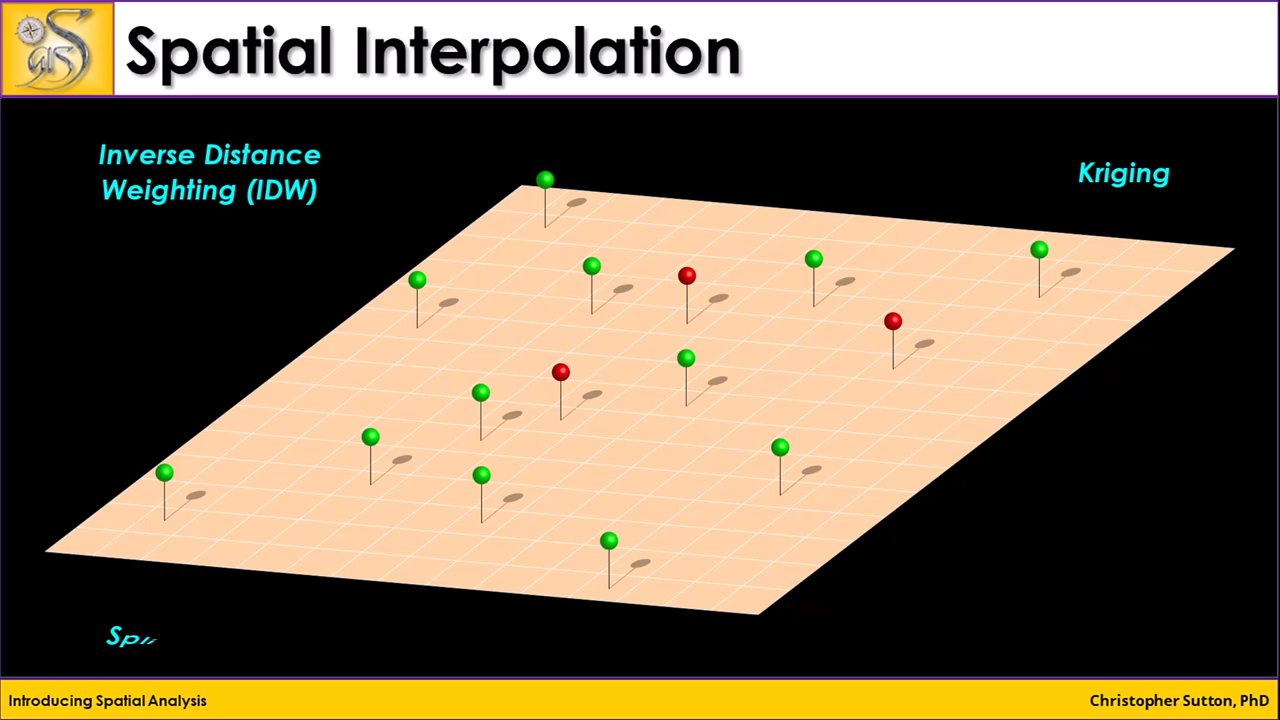 Spatial Interpolation
Inverse Distance
Weighting (IDW)
Kriging
Introducing Spatial Analysis
Christopher Sutton, PhD